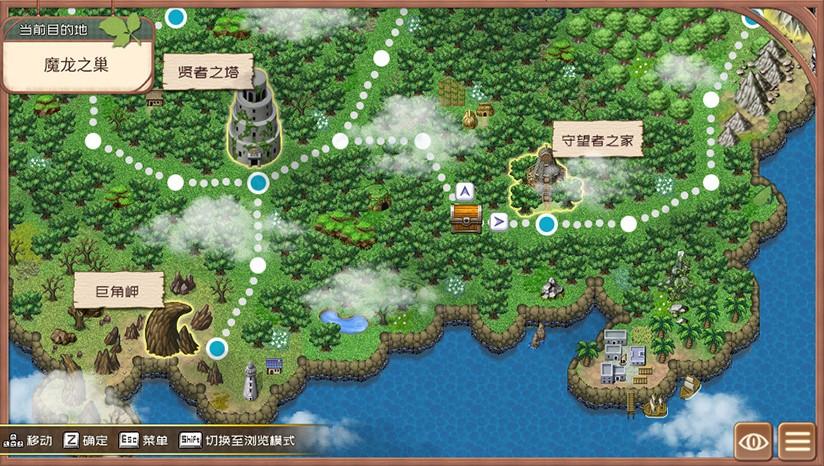 当前目的地
魔龙之巢
贤者之塔
守望者之家
巨角岬
移动 Z 确定 Esc 菜单 Shift 切换至浏览模式